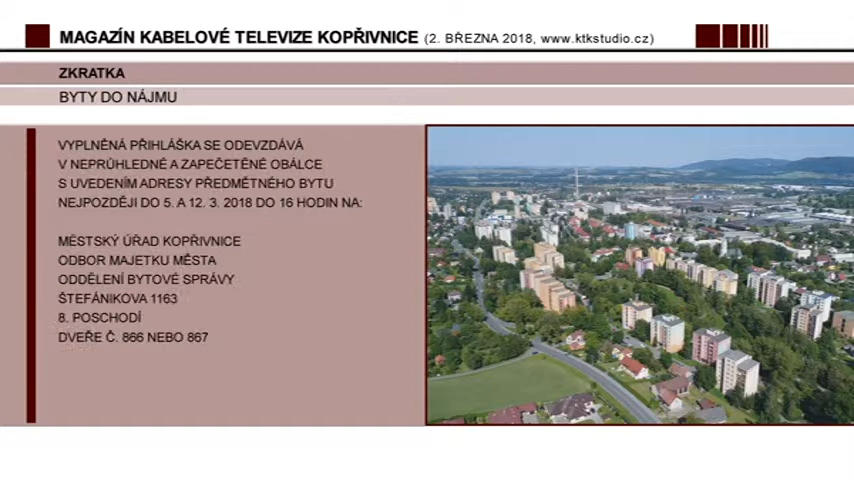 MAGAZÍN KABELOVÉ TELEVIZE KOPŘIVNICE (2. BŘEZNA 2018, www.ktkstudio.cz)
ZKRATKA
BYTY DO NÁJMU
VYPLNĚNÁ PŘIHLÁŠKA SE ODEVZDÁVÁ
V NEPRŮHLEDNÉ A ZAPEČETĚNÉ OBÁLCE
S UVEDENÍM ADRESY PŘEDMĚTNÉHO BYTU
NEJPOZDĚJI DO 5. A 12. 3. 2018 DO 16 HODIN NA:
MĚSTSKÝ ÚŘAD KOPŘIVNICE
ODBOR MAJETKU MĚSTA
ODDĚLENÍ BYTOVÉ SPRÁVY
ŠTEFÁNIKOVA 1163
8. POSCHODÍ
DVEŘE Č. 866 NEBO 867